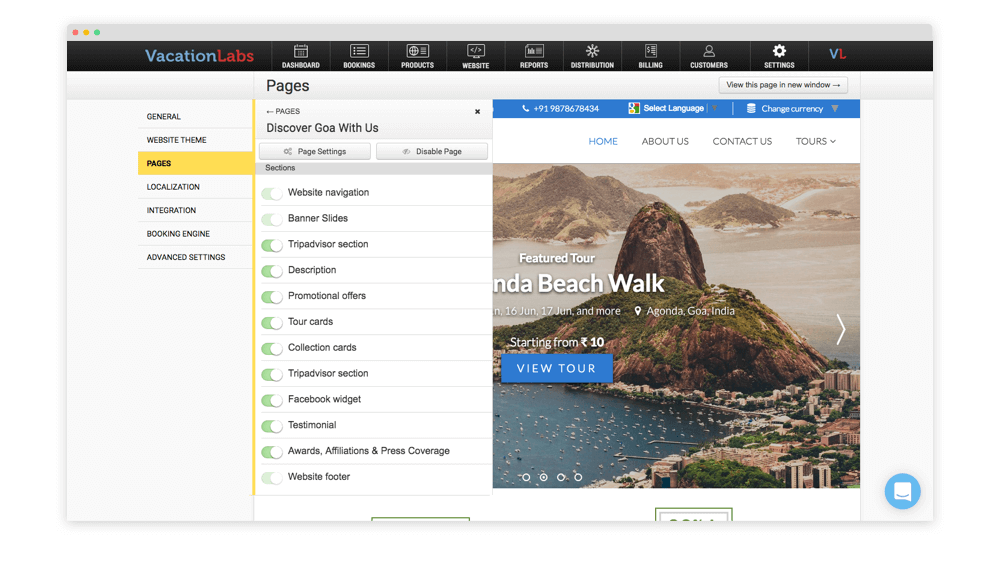 VacationLabs
DASHBOARD
BOOKINGS
PRODUCTS
WEBSITE
REPORTS
DISTRIBUTION
BILLING
CUSTOMERS
SETTINGS
VL
Pages
View this page in new window →
GENERAL
WEBSITE THEME
PAGES
LOCALIZATION
INTEGRATION
BOOKING ENGINE
ADVANCED SETTINGS
← PAGES
Discover Goa With Us
Page Settings
Disable Page
Sections
Website navigation
Banner Slides
Tripadvisor section
Description
Promotional offers
Tour cards
Collection cards
Tripadvisor section
Facebook widget
Testimonial
Awards, Affiliations & Press Coverage
Website footer
+91 9878678434
Select Language
Change currency
HOME
ABOUT US
CONTACT US
TOURS
Featured Tour
nda Beach Walk
n, 16 Jun, 17 Jun, and more
Agonda, Goa, India
Starting from ₹ 10
VIEW TOUR